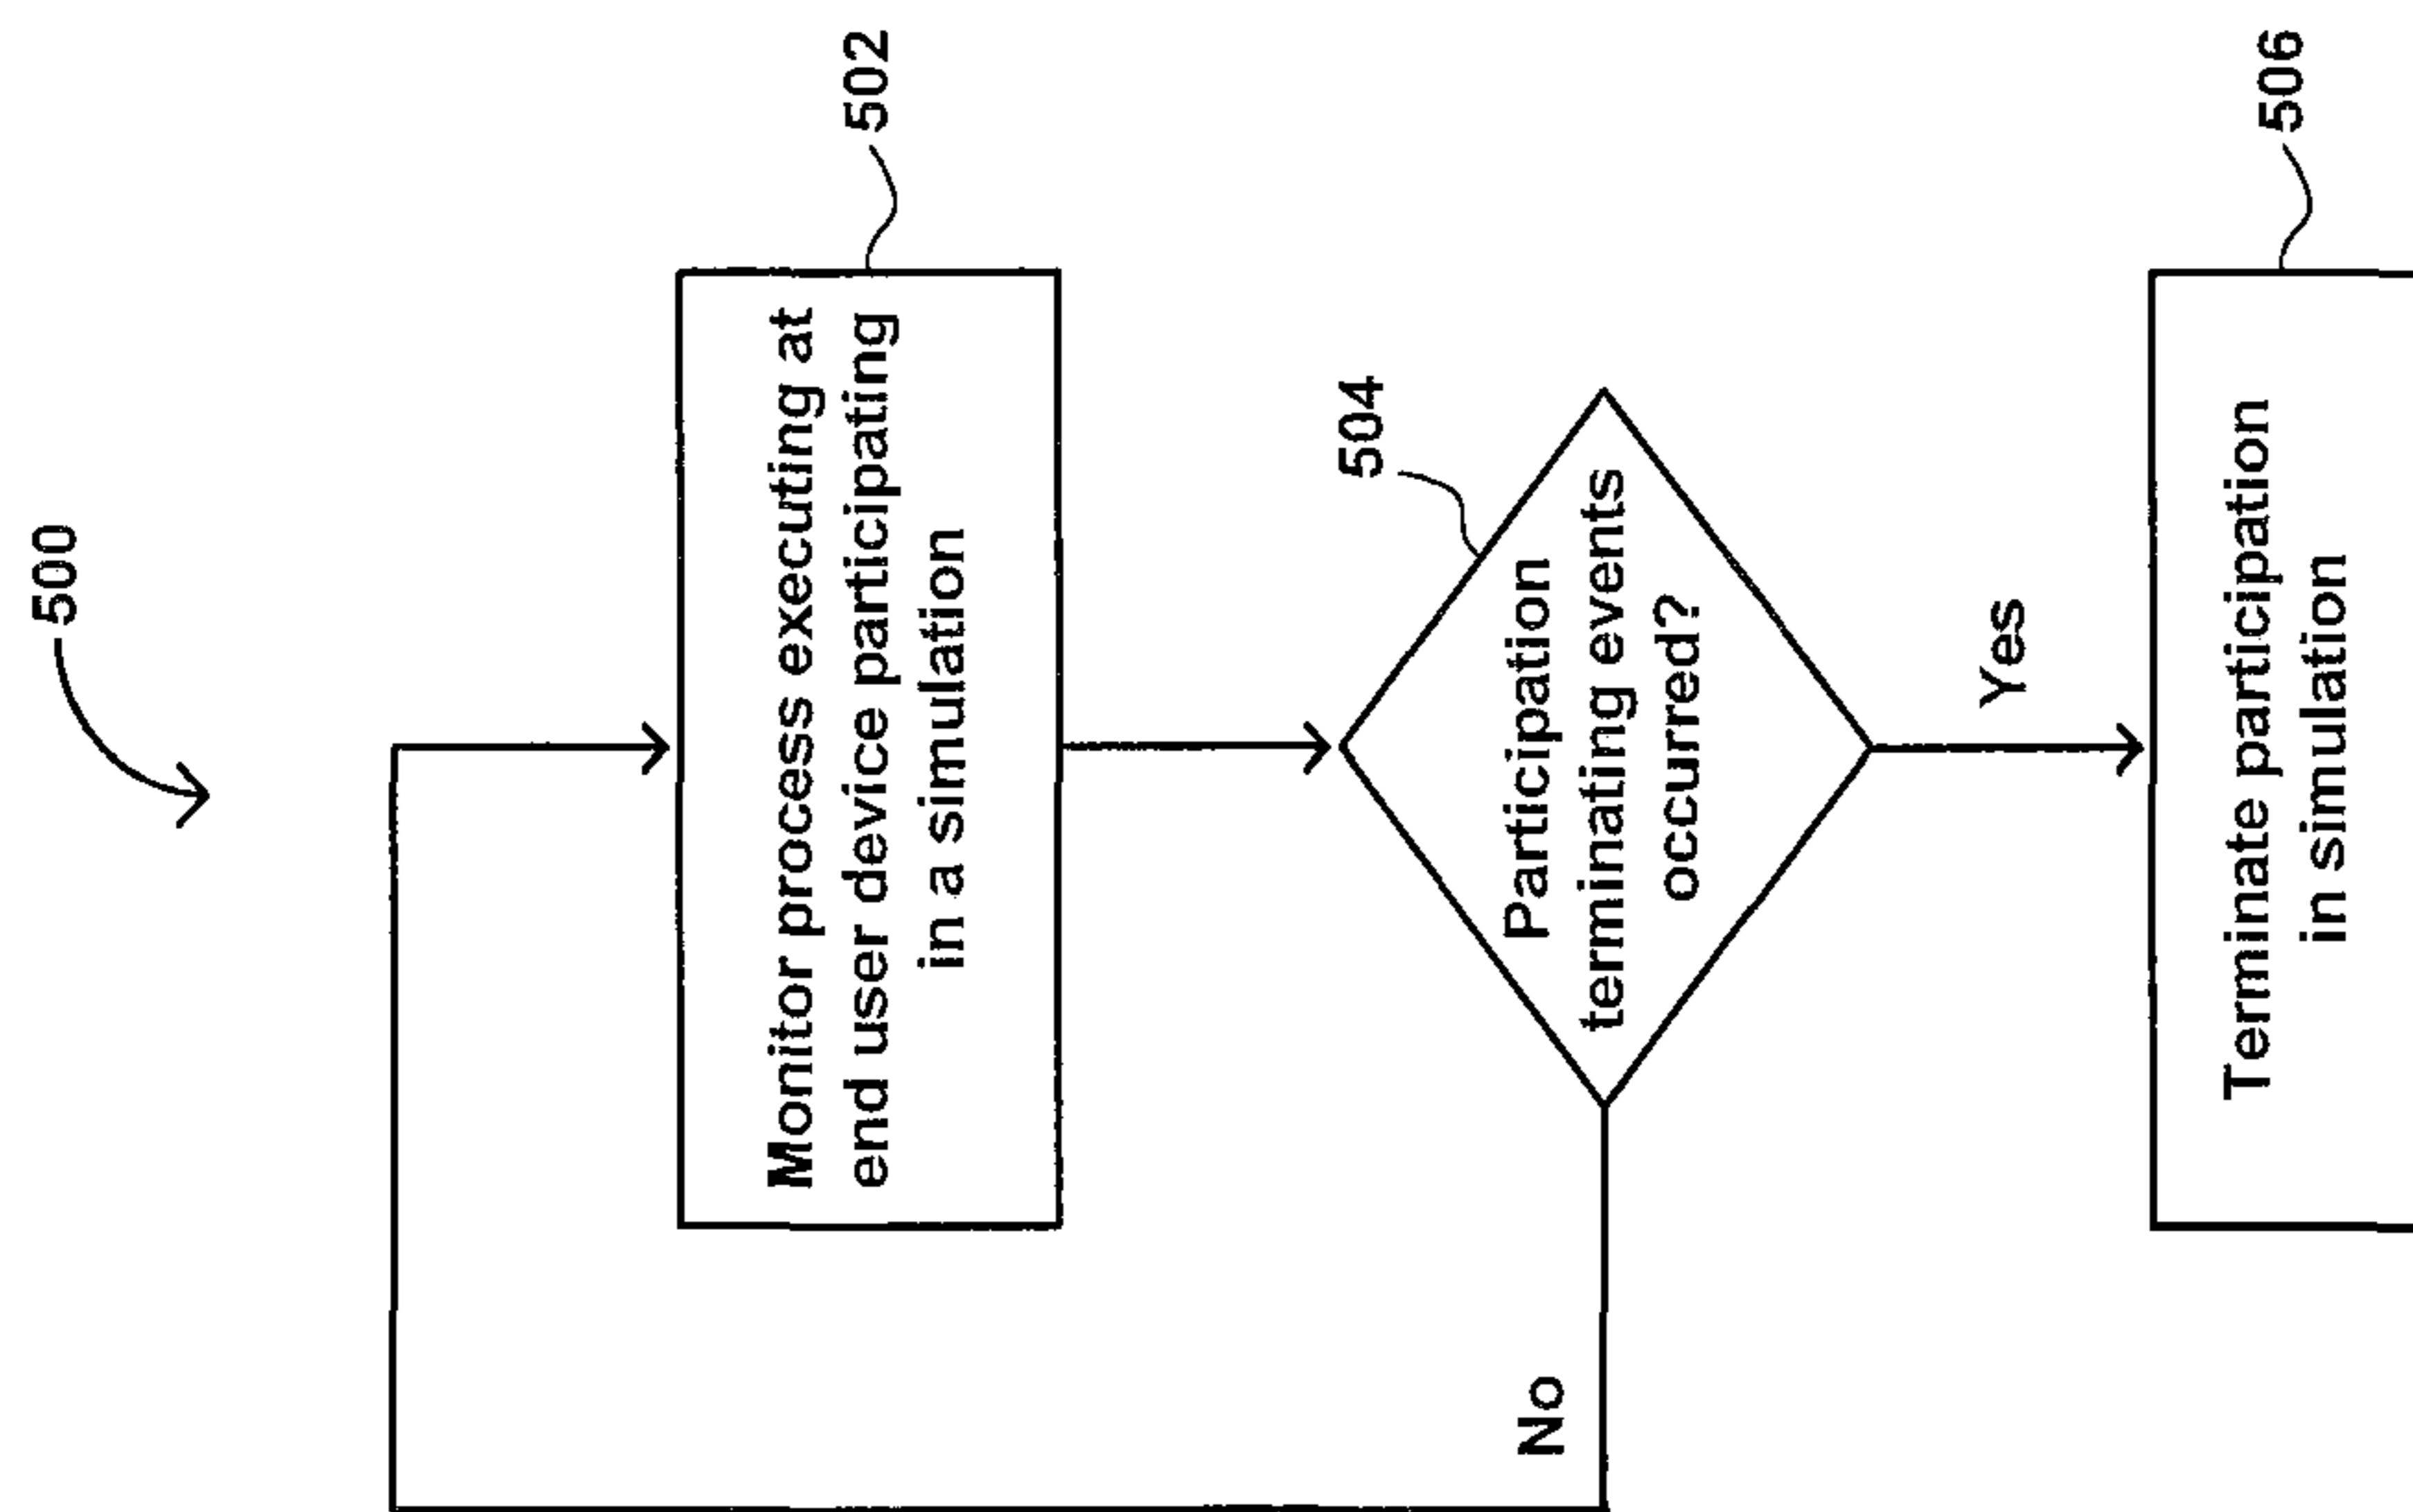 500
502
Monitor process executing at
end user device participating
in a simulation
504
Participation
terminating events
occurred?
No
Yes
506
Terminate participation
in simulation